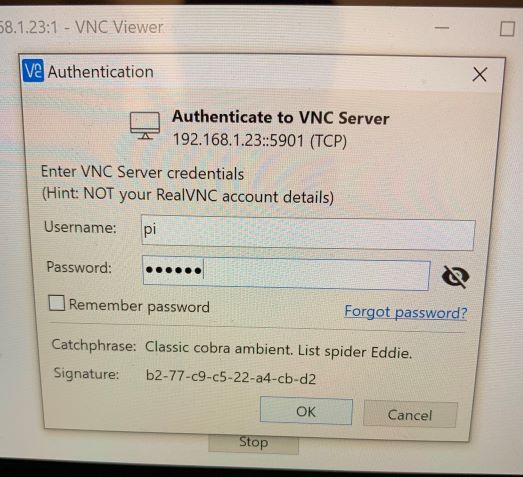 68.1.23:1 - VNC Viewer
Authentication
Authenticate to VNC Server
192.168.1.23::5901 (TCP)
Enter VNC Server credentials
(Hint: NOT your RealVNC account details)
Username: pi
Password: ••••••
Remember password
Forgot password?
Catchphrase: Classic cobra ambient. List spider Eddie.
Signature: b2-77-c9-c5-22-a4-cb-d2
OK
Cancel
Stop